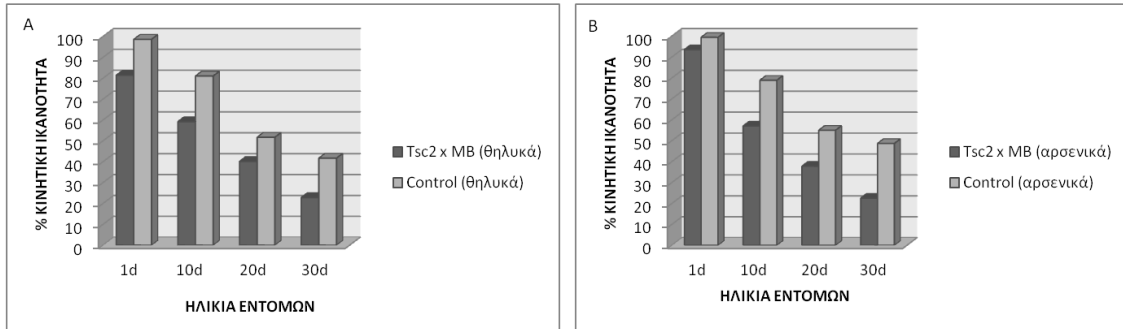 A
% ΚΙΝΗΤΙΚΗ ΙΚΑΝΟΤΗΤΑ
100
90
80
70
60
50
40
30
20
10
0
1d 10d 20d 30d
ΗΛΙΚΙΑ ΕΝΤΟΜΩΝ
Tsc2 x MB (θηλυκά)
Control (θηλυκά)
B
% ΚΙΝΗΤΙΚΗ ΙΚΑΝΟΤΗΤΑ
100
90
80
70
60
50
40
30
20
10
0
1d 10d 20d 30d
ΗΛΙΚΙΑ ΕΝΤΟΜΩΝ
Tsc2 x MB (αρσενικά)
Control (αρσενικά)